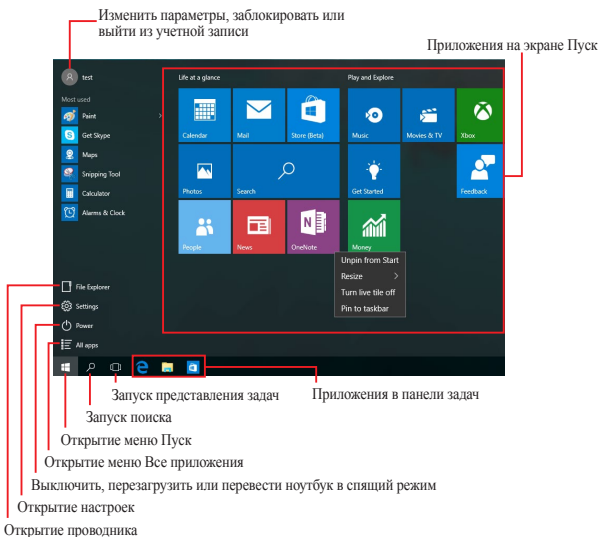 Изменить параметры, заблокировать или
выйти из учетной записи
Приложения на экране Пуск
test
Life at a glance
Play and Explore
Most used
Paint
Get Skype
Maps
Snipping Tool
Calculator
Alarms & Clock
Calendar
Mail
Store (Beta)
Music
Movies & TV
Xbox
Photos
Search
Get Started
Feedback
People
News
OneNote
Money
Unpin from Start
Resize
Turn live tile off
Pin to taskbar
File Explorer
Settings
Power
All apps
Запуск представления задач
Приложения в панели задач
Запуск поиска
Открытие меню Пуск
Открытие меню Все приложения
Выключить, перезагрузить или перевести ноутбук в спящий режим
Открытие настроек
Открытие проводника